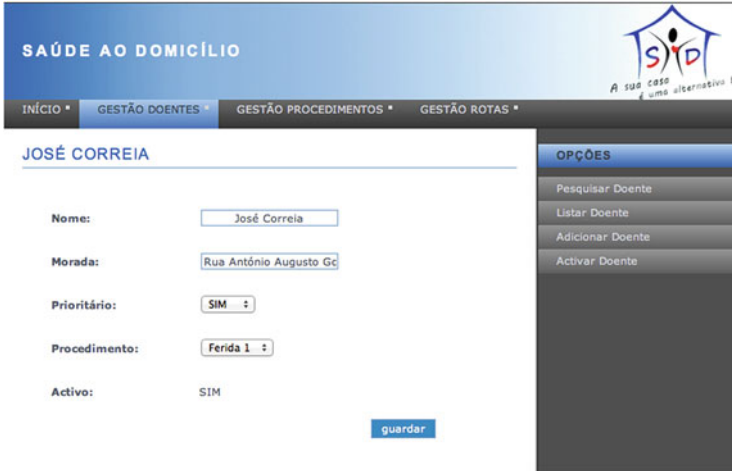 SAÚDE AO DOMICÍLIO
SD
A sua casa
é uma alternativa
INÍCIO
GESTÃO DOENTES
GESTÃO PROCEDIMENTOS
GESTÃO ROTAS
JOSÉ CORREIA
Nome: José Correia
Morada: Rua António Augusto Gc
Prioritário: SIM
Procedimento: Ferida 1
Activo: SIM
guardar
OPÇÕES
Pesquisar Doente
Listar Doente
Adicionar Doente
Activar Doente